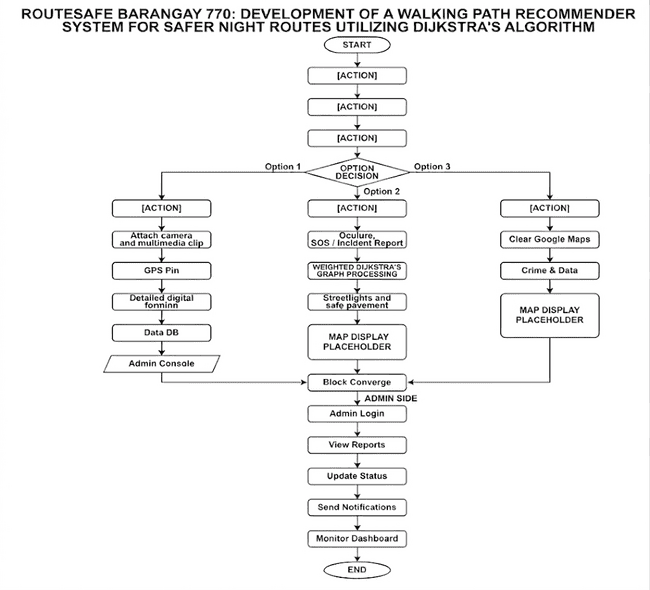 ROUTESAFE BARANGAY 770: DEVELOPMENT OF A WALKING PATH RECOMMENDER
SYSTEM FOR SAFER NIGHT ROUTES UTILIZING DIJKSTRA'S ALGORITHM
START
[ACTION]
[ACTION]
[ACTION]
Option 1
OPTION
DECISION
Option 3
Option 2
[ACTION]
Attach camera
and multimedia clip
GPS Pin
Detailed digital
forminn
Data DB
Admin Console
[ACTION]
Oculure,
SOS / Incldent Report
WEIGHTED DIJKSTRA'S
GRAPH PROCESSING
Streetlights and
safe pavement
MAP DISPLAY
PLACEHOLDER
[ACTION]
Clear Google Maps
Crime & Data
MAP DISPLAY
PLACEHOLDER
Block Converge
ADMIN SIDE
Admin Login
View Reports
Update Status
Send Notifications
Monitor Dashboard
END